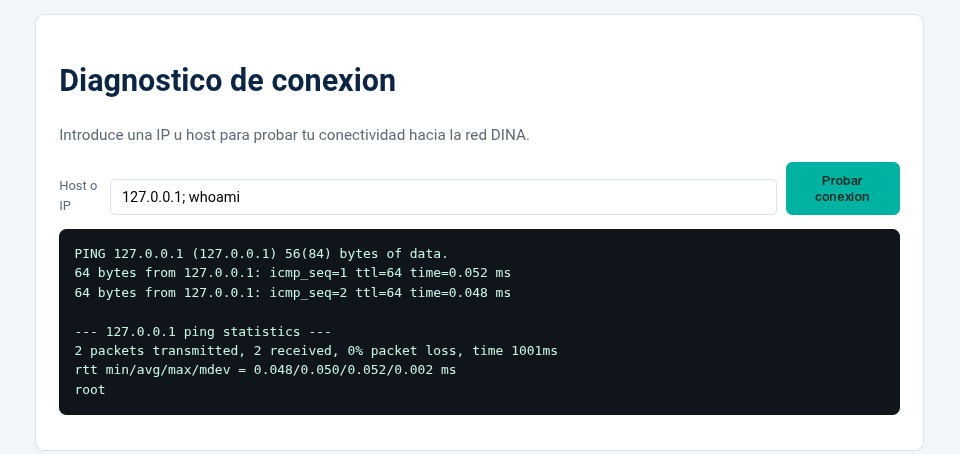 Diagnostico de conexion
Introduce una IP u host para probar tu conectividad hacia la red DINA.
Host o
IP
127.0.0.1; whoami
Probar
conexion
PING 127.0.0.1 (127.0.0.1) 56(84) bytes of data.
64 bytes from 127.0.0.1: icmp_seq=1 ttl=64 time=0.052 ms
64 bytes from 127.0.0.1: icmp_seq=2 ttl=64 time=0.048 ms
--- 127.0.0.1 ping statistics ---
2 packets transmitted, 2 received, 0% packet loss, time 1001ms
rtt min/avg/max/mdev = 0.048/0.050/0.052/0.002 ms
root